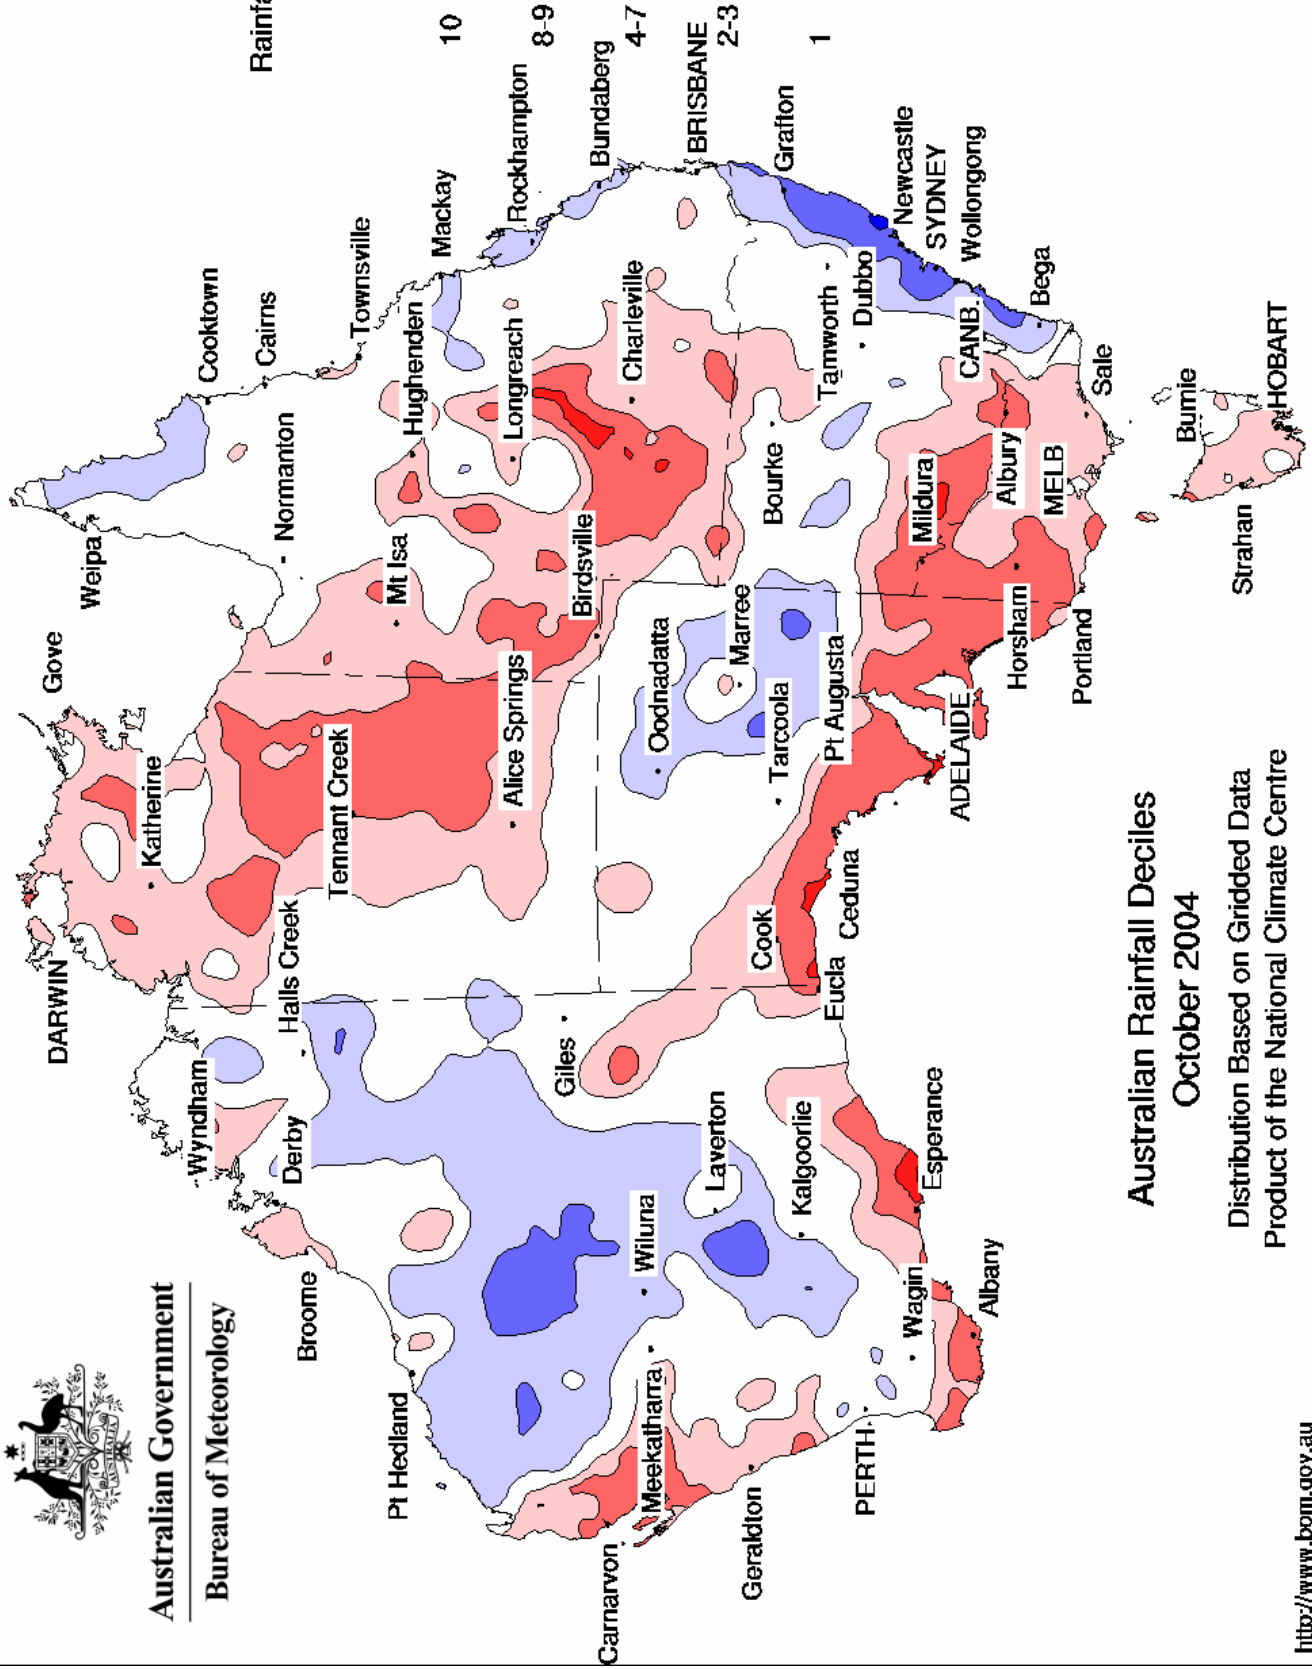 Australian Government
Bureau of Meteorology
DARWIN
Gove
Weipa
Katherine
Cooktown
Wyndham
Cairns
Derby
Halls Creek
Normanton
Broome
Tennant Creek
Townsville
Mt Isa
Hughenden
Mackay
Pt Hedland
Alice Springs
Longreach
Rockhampton
Giles
Birdsville
Bundaberg
Carnarvon
Wiluna
Oodnadatta
Charleville
Meekatharra
BRISBANE
Laverton
Marree
Geraldton
Kalgoorlie
Cook
Tarcoola
Bourke
Grafton
Eucla
Ceduna
Pt Augusta
Tamworth
PERTH
Dubbo
Newcastle
Wagin
Esperance
ADELAIDE
Mildura
SYDNEY
Albany
Horsham
Albury
CANB.
Wollongong
Portland
MELB
Bega
Sale
Strahan
Burnie
HOBART
10
8-9
4-7
2-3
1
Australian Rainfall Deciles
October 2004
Distribution Based on Gridded Data
Product of the National Climate Centre
http://www.bom.gov.au